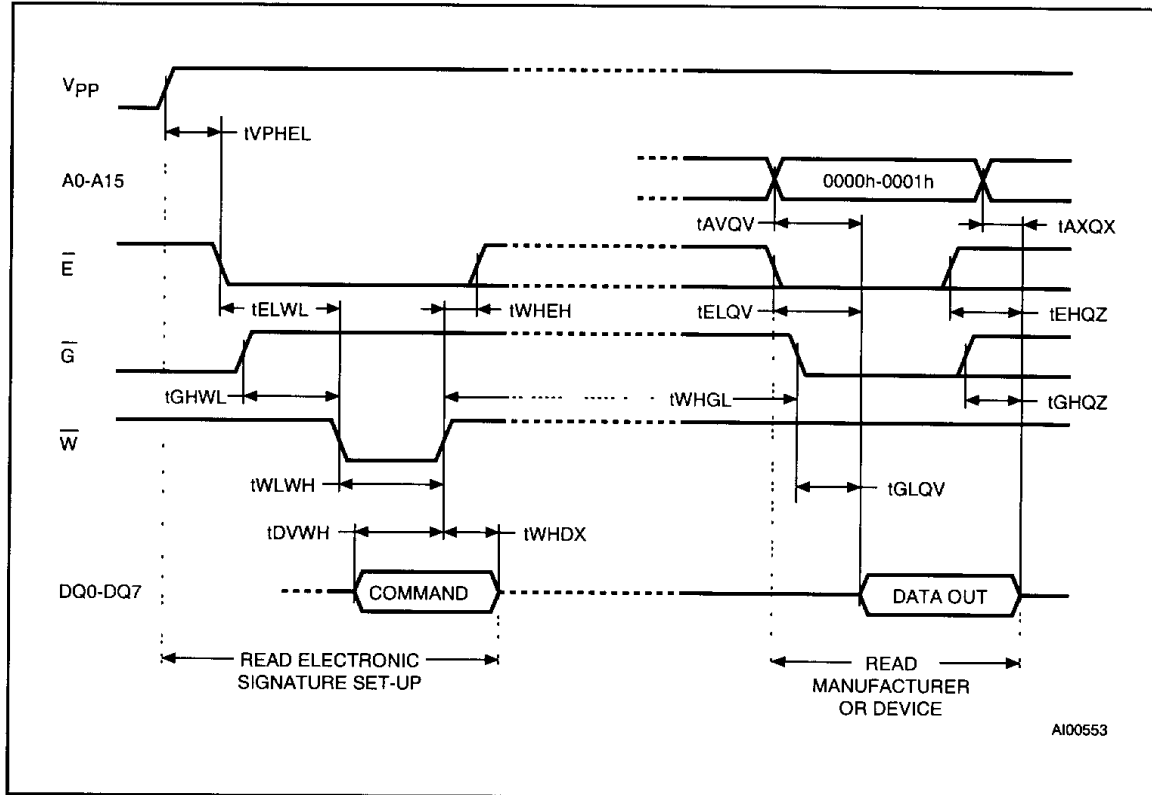 VPP
tVPHEL
A0-A15
0000h-0001h
tAVQV
tAXQX
E
tELWL
tWHEH
tELQV
tEHQZ
G
tGHWL
tWHGL
tGHQZ
W
tWLWH
tGLQV
tDVWH
tWHDX
DQ0-DQ7
COMMAND
DATA OUT
READ ELECTRONIC
SIGNATURE SET-UP
READ
MANUFACTURER
OR DEVICE
AI00553